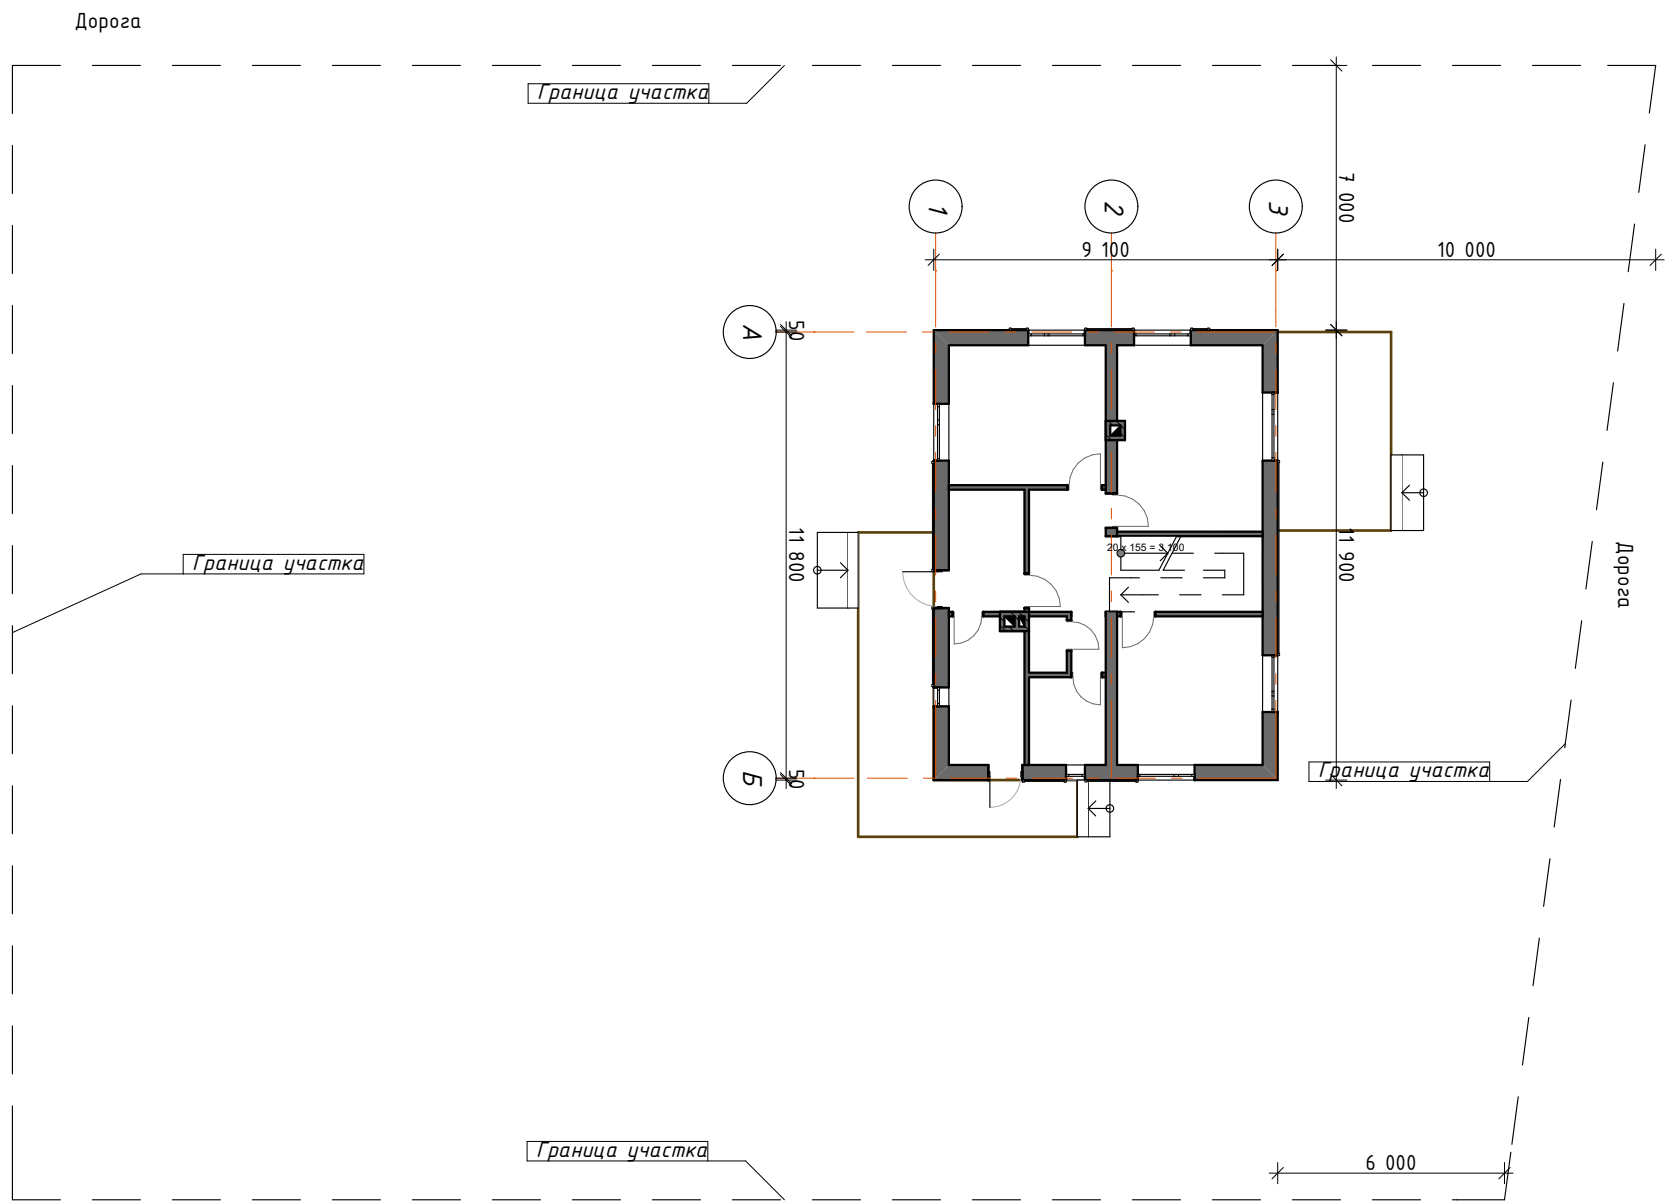 Дорога
Граница участка
7 000
1
2
3
9 100
10 000
А
50
20 x 155 = 3 100
11 800
11 900
Граница участка
Дорога
Б
50
Граница участка
Граница участка
6 000